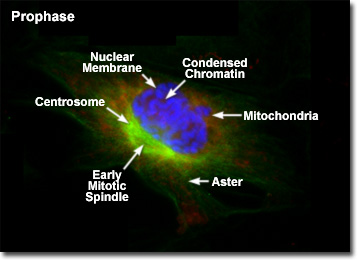 Prophase
Nuclear
Membrane
Condensed
Chromatin
Centrosome
Mitochondria
Early
Mitotic
Spindle
Aster